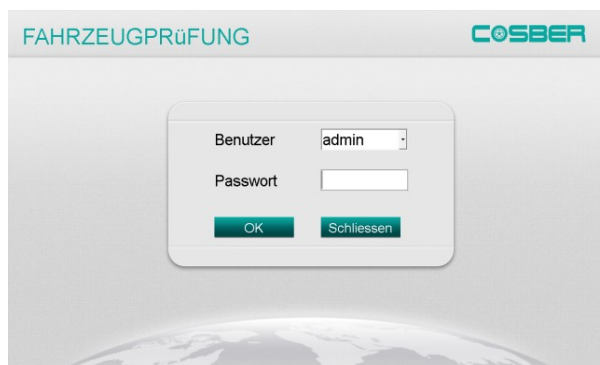 FAHRZEUGPRüFUNG
COSBER
Benutzer admin
Passwort
OK Schliessen